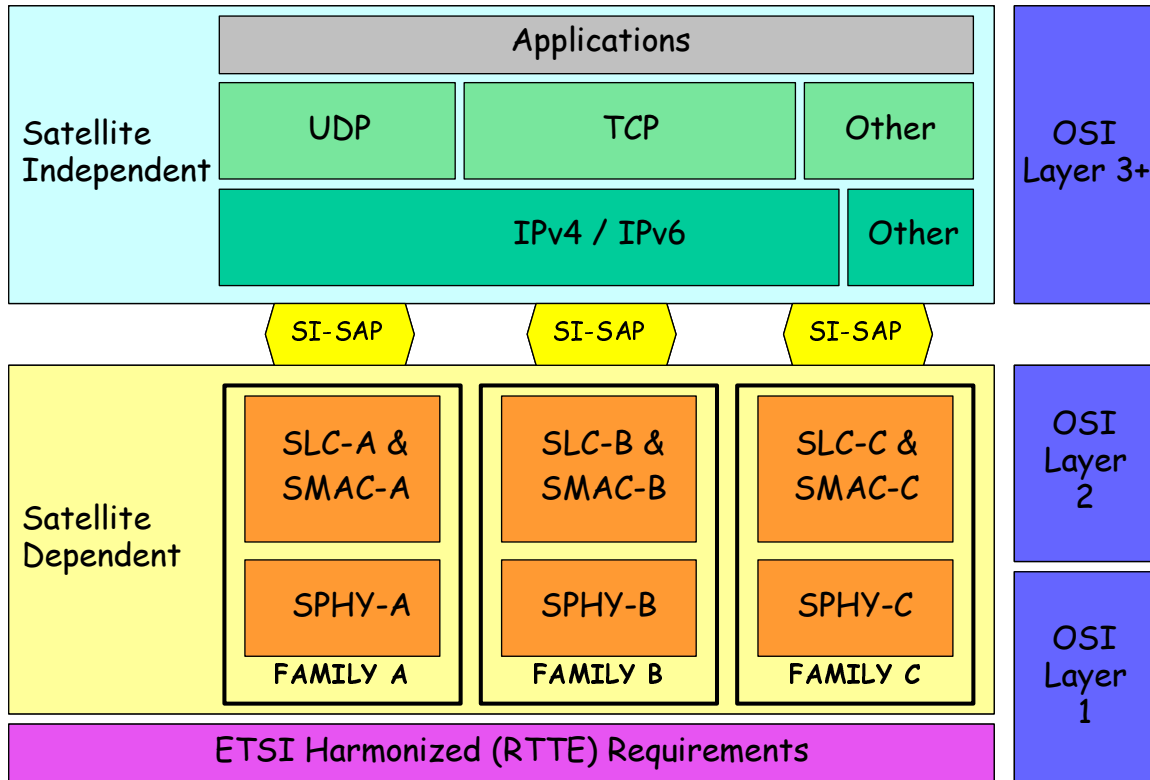 Applications
Satellite
Independent
UDP
TCP
Other
IPv4 / IPv6
Other
OSI
Layer 3+
SI-SAP
SI-SAP
SI-SAP
Satellite
Dependent
SLC-A &
SMAC-A
SPHY-A
FAMILY A
SLC-B &
SMAC-B
SPHY-B
FAMILY B
SLC-C &
SMAC-C
SPHY-C
FAMILY C
OSI
Layer
2
OSI
Layer
1
ETSI Harmonized (RTTE) Requirements